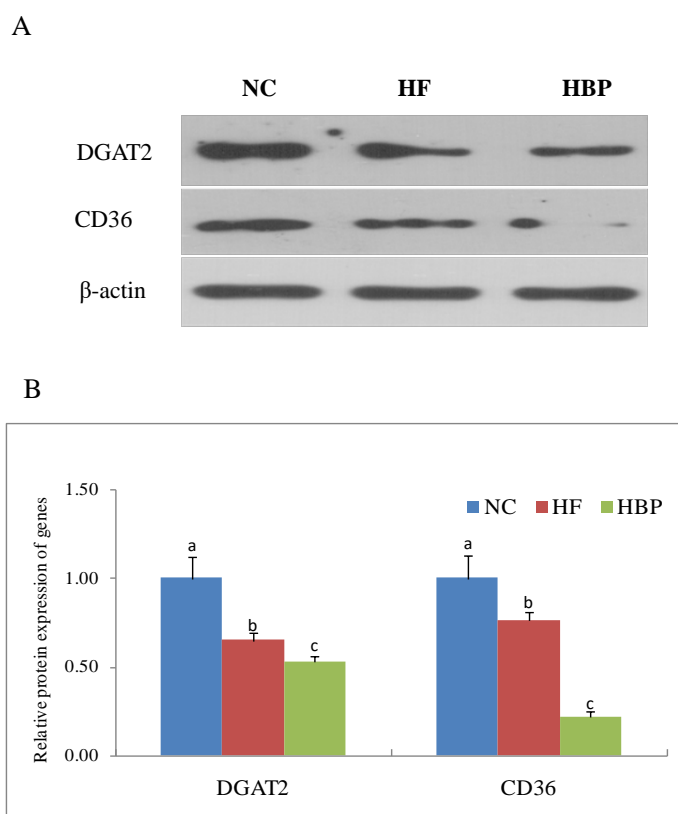 A
NC HF HBP
DGAT2
CD36
β-actin
B
Relative protein expression of genes
1.50
1.00
0.50
0.00
NC HF HBP
a
b
c
a
b
c
DGAT2 CD36